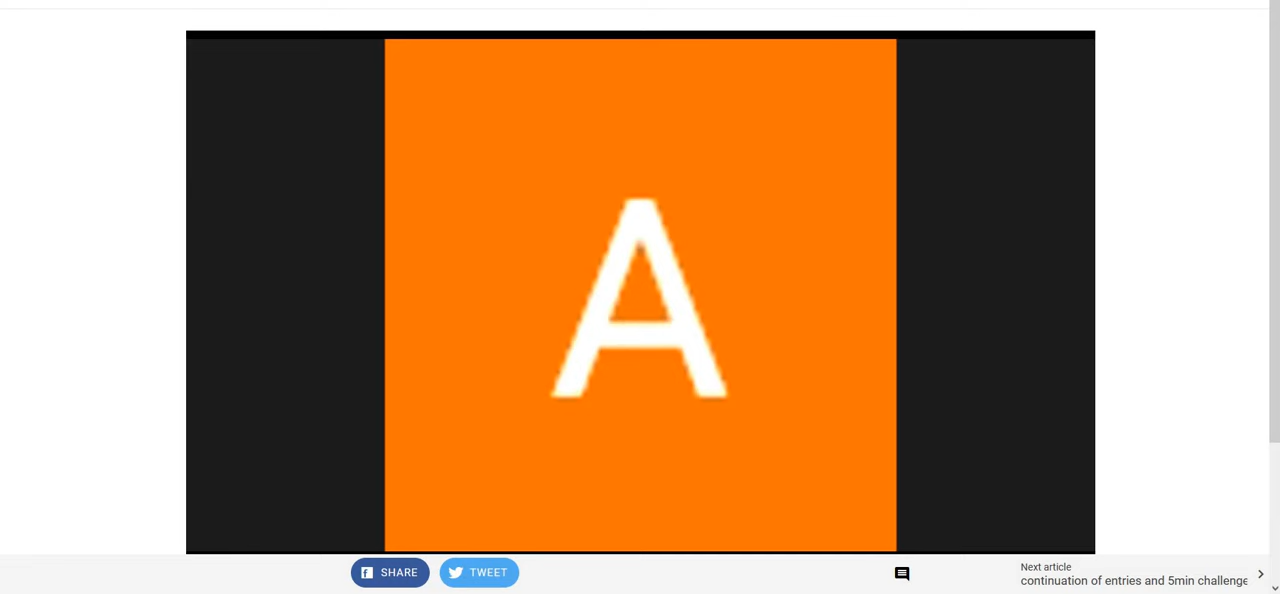 A
SHARE
TWEET
Next article
continuation of entries and 5min challenge